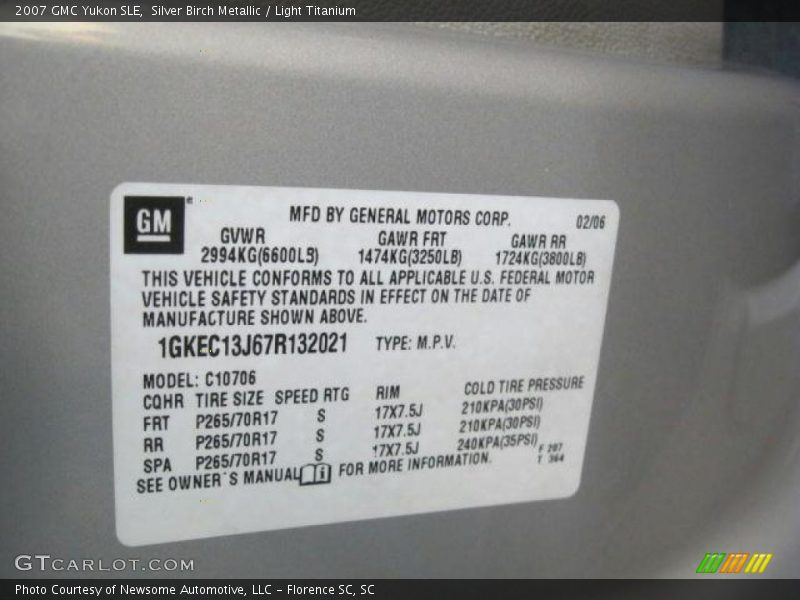 2007 GMC Yukon SLE, Silver Birch Metallic / Light Titanium
GM
MFD BY GENERAL MOTORS CORP. 02/06
GVWR GAWR FRT GAWR RR
2994KG(6600LB) 1474KG(3250LB) 1724KG(3800LB)
THIS VEHICLE CONFORMS TO ALL APPLICABLE U.S. FEDERAL MOTOR
VEHICLE SAFETY STANDARDS IN EFFECT ON THE DATE OF
MANUFACTURE SHOWN ABOVE.
1GKEC13J67R132021 TYPE: M.P.V.
MODEL: C10706
CQHR TIRE SIZE SPEED RTG RIM COLD TIRE PRESSURE
FRT P265/70R17 S 17X7.5J 210KPA(30PSI)
RR P265/70R17 S 17X7.5J 210KPA(30PSI)
SPA P265/70R17 S 17X7.5J 240KPA(35PSI)
SEE OWNER'S MANUAL i FOR MORE INFORMATION.
F 207
T 364
GTCARLOT.COM
Photo Courtesy of Newsome Automotive, LLC - Florence SC, SC